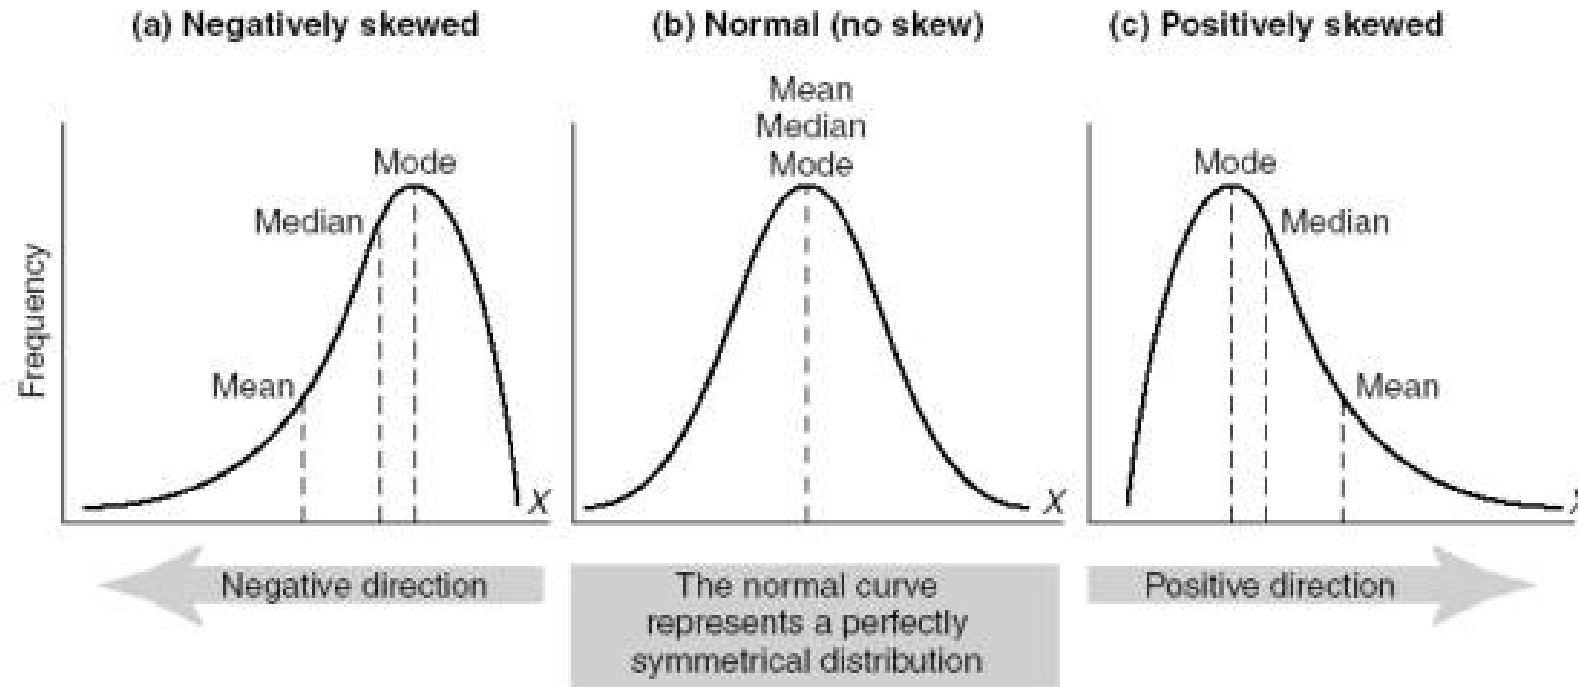 (a) Negatively skewed
(b) Normal (no skew)
(c) Positively skewed
Mean
Median
Mode
Mode
Median
Mean
Frequency
X
Mode
Median
Mean
X
X
Negative direction
The normal curve
represents a perfectly
symmetrical distribution
Positive direction